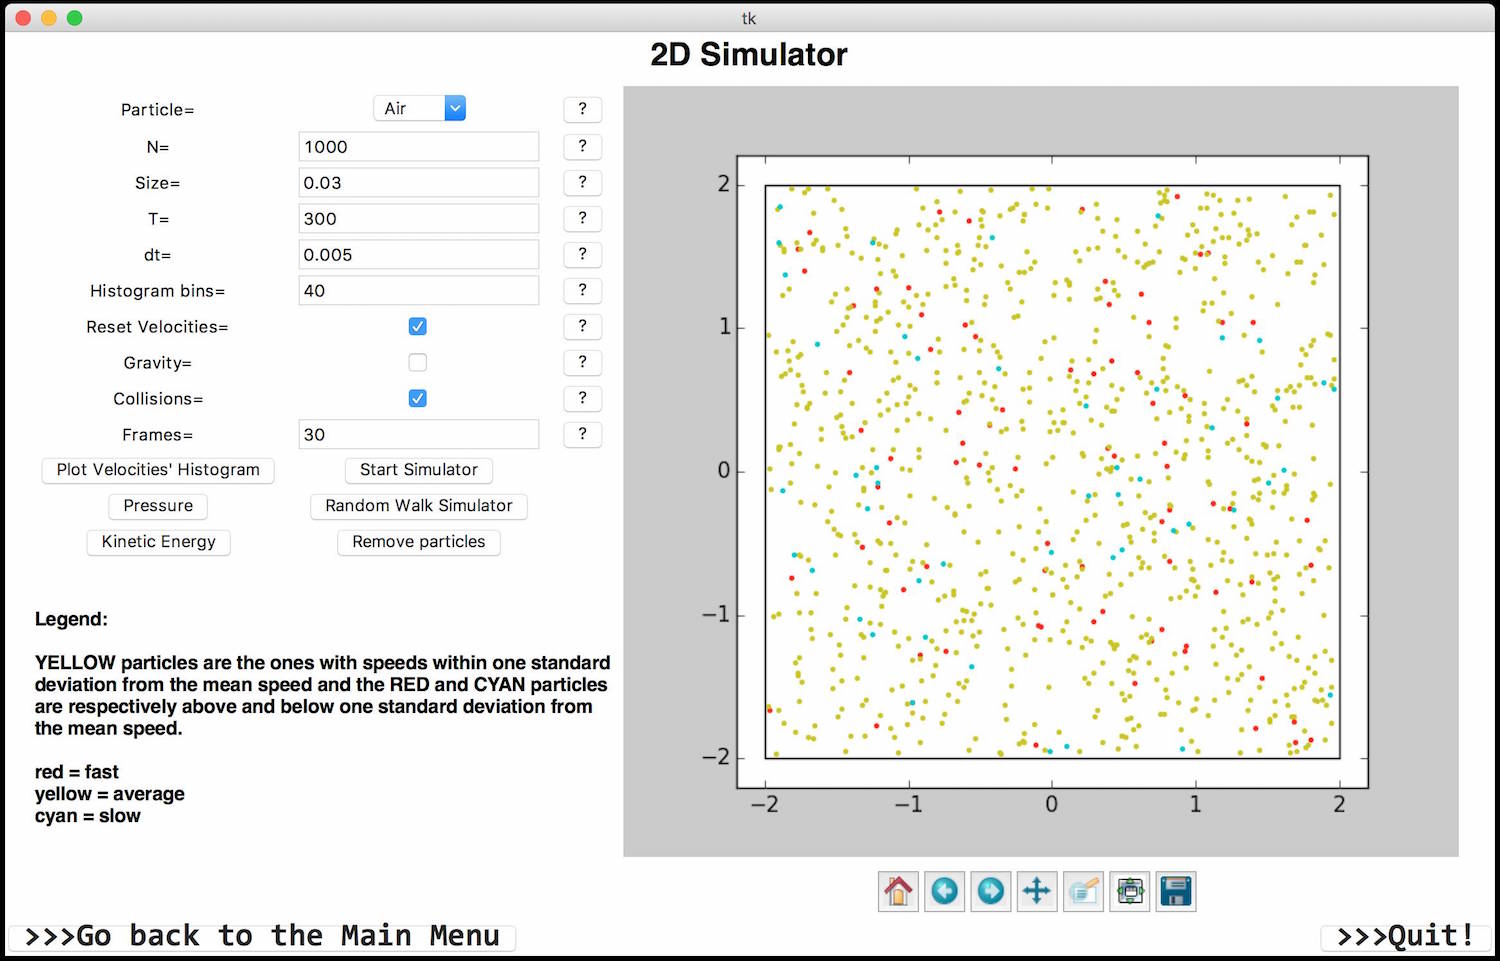 tk
2D Simulator
Particle= Air ?
N= 1000 ?
Size= 0.03 ?
T= 300 ?
dt= 0.005 ?
Histogram bins= 40 ?
Reset Velocities= ?
Gravity= ?
Collisions= ?
Frames= 30 ?
Plot Velocities' Histogram Start Simulator
Pressure Random Walk Simulator
Kinetic Energy Remove particles
Legend:
YELLOW particles are the ones with speeds within one standard
deviation from the mean speed and the RED and CYAN particles
are respectively above and below one standard deviation from
the mean speed.
red = fast
yellow = average
cyan = slow
2
1
0
−1
−2
−2 −1 0 1 2
>>>Go back to the Main Menu
>>>Quit!